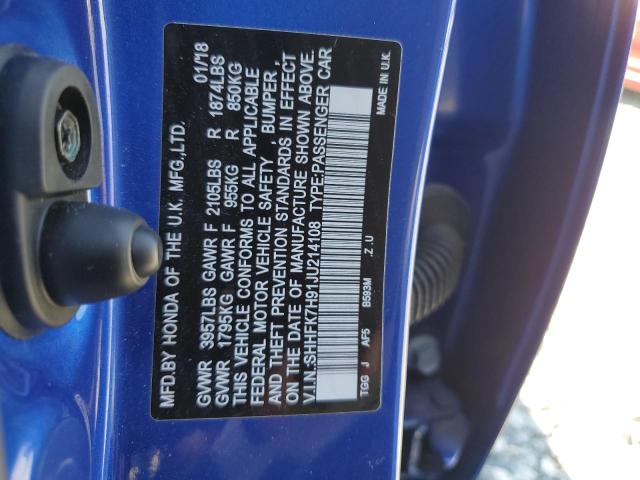 MFD.BY HONDA OF THE U.K. MFG.,LTD. 01/18
GVWR 3957LBS GAWR F 2105LBS R 1874LBS
GVWR 1795KG GAWR F 955KG R 850KG
THIS VEHICLE CONFORMS TO ALL APPLICABLE
FEDERAL MOTOR VEHICLE SAFETY , BUMPER ,
AND THEFT PREVENTION STANDARDS IN EFFECT
ON THE DATE OF MANUFACTURE SHOWN ABOVE.
V.I.N.:SHHFK7H91JU214108 TYPE:PASSENGER CAR
TGG J AF5 B593M .Z .U MADE IN U.K.